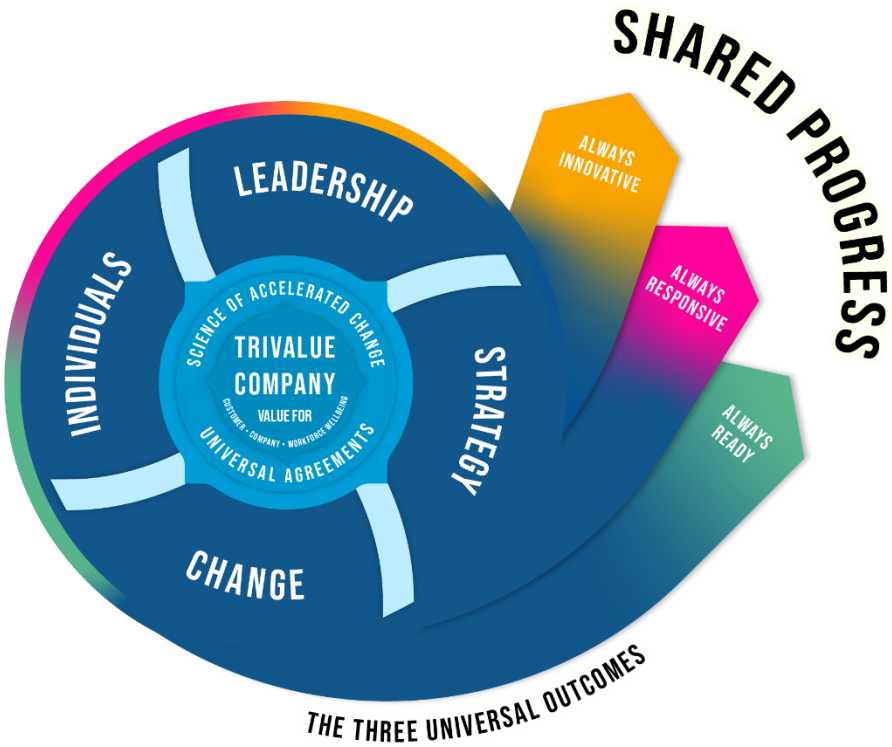 SHARED PROGRESS
ALWAYS
INNOVATIVE
ALWAYS
RESPONSIVE
ALWAYS
READY
LEADERSHIP
INDIVIDUALS
STRATEGY
CHANGE
SCIENCE OF ACCELERATED CHANGE
TRIVALUE
COMPANY
VALUE FOR
CUSTOMER • COMPANY • WORKFORCE WELLBEING
UNIVERSAL AGREEMENTS
THE THREE UNIVERSAL OUTCOMES